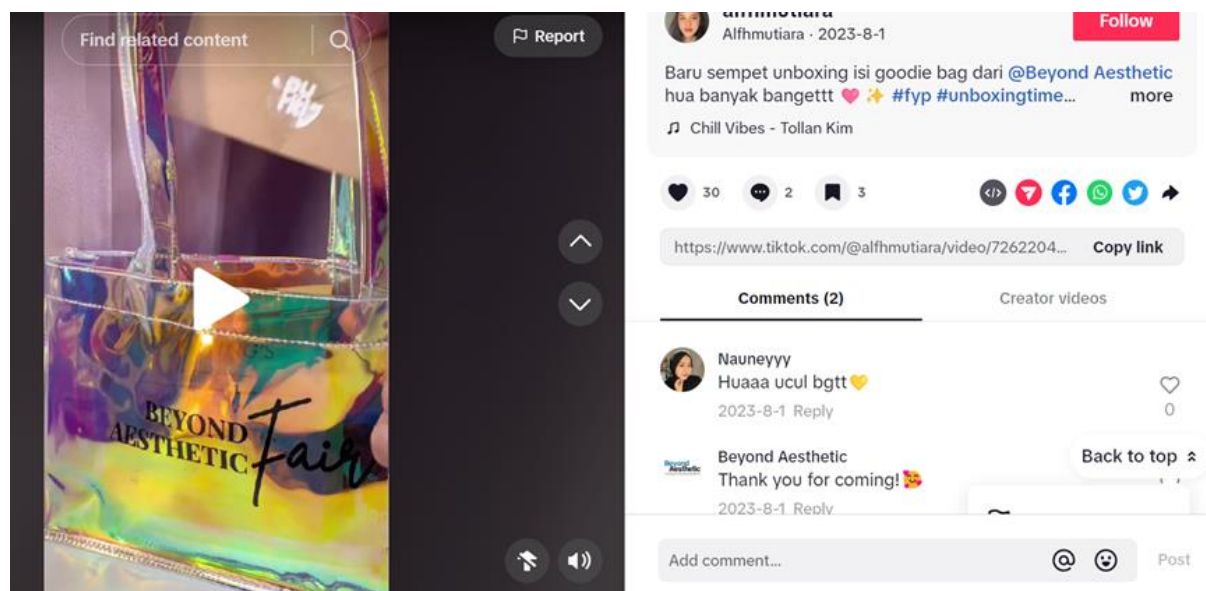 Find related content
Report
BEYOND
AESTHETIC
Fair
Alfhmutiara · 2023-8-1
Follow
Baru sempet unboxing isi goodie bag dari @Beyond Aesthetic
hua banyak bangettt 💗 ✨ #fyp #unboxingtime... more
Chill Vibes - Tollan Kim
30 2 3
https://www.tiktok.com/@alfhmutiara/video/7262204... Copy link
Comments (2) Creator videos
Nauneyyy
Huaaa ucul bgtt💛
2023-8-1 Reply
0
Beyond Aesthetic
Thank you for coming!🥰
2023-8-1 Reply
Back to top
Add comment... Post